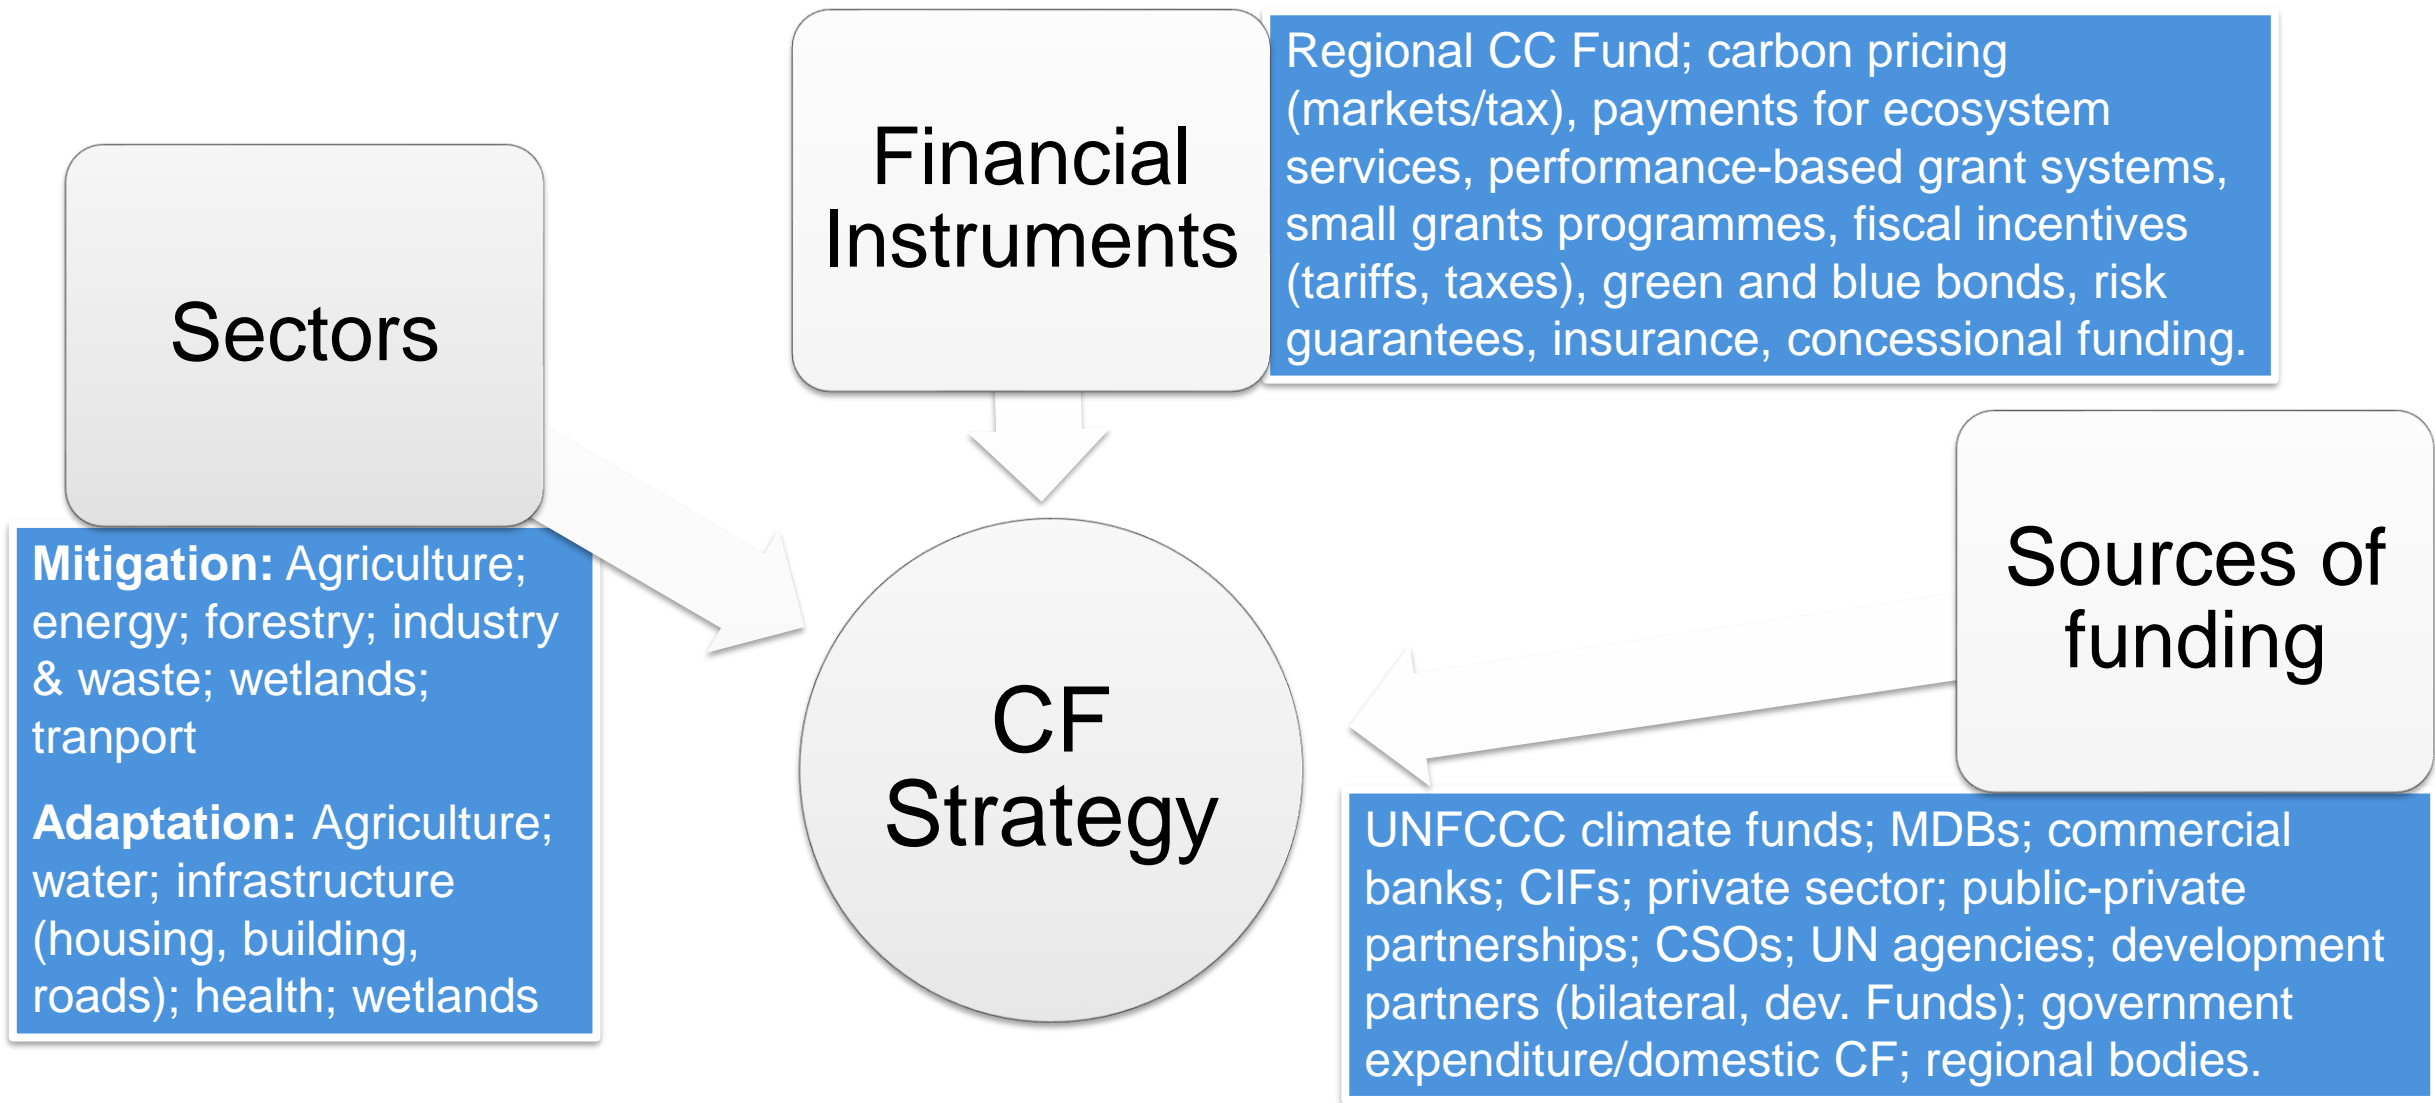 Sectors
Mitigation: Agriculture;
energy; forestry; industry
& waste; wetlands;
tranport
Adaptation: Agriculture;
water; infrastructure
(housing, building,
roads); health; wetlands
Financial
Instruments
Regional CC Fund; carbon pricing
(markets/tax), payments for ecosystem
services, performance-based grant systems,
small grants programmes, fiscal incentives
(tariffs, taxes), green and blue bonds, risk
guarantees, insurance, concessional funding.
CF
Strategy
Sources of
funding
UNFCCC climate funds; MDBs; commercial
banks; CIFs; private sector; public-private
partnerships; CSOs; UN agencies; development
partners (bilateral, dev. Funds); government
expenditure/domestic CF; regional bodies.